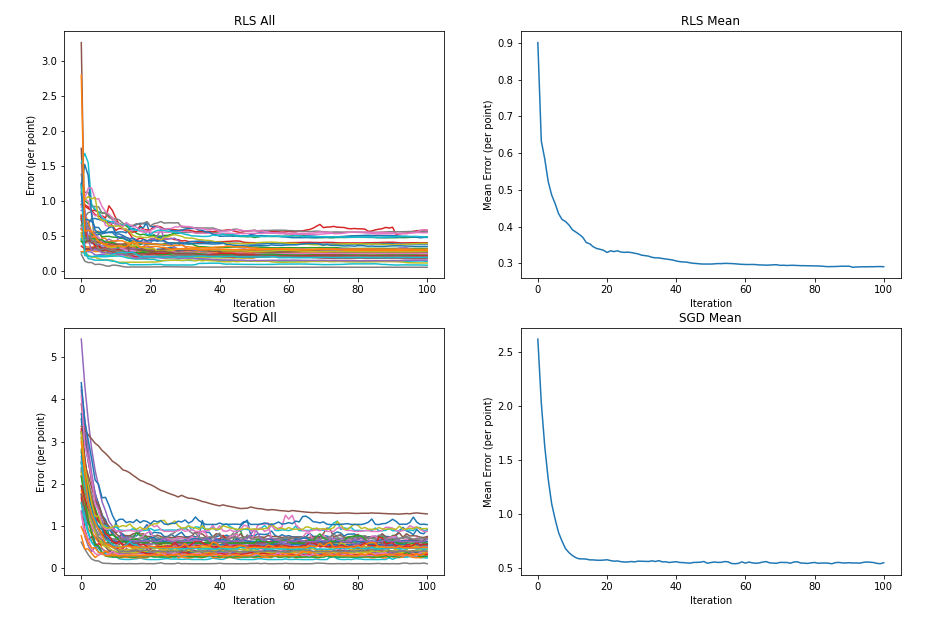 RLS All
3.0
2.5
2.0
1.5
1.0
0.5
0.0
Error (per point)
0 20 40 60 80 100
Iteration
RLS Mean
0.9
0.8
0.7
0.6
0.5
0.4
0.3
Mean Error (per point)
0 20 40 60 80 100
Iteration
SGD All
5
4
3
2
1
0
Error (per point)
0 20 40 60 80 100
Iteration
SGD Mean
2.5
2.0
1.5
1.0
0.5
Mean Error (per point)
0 20 40 60 80 100
Iteration